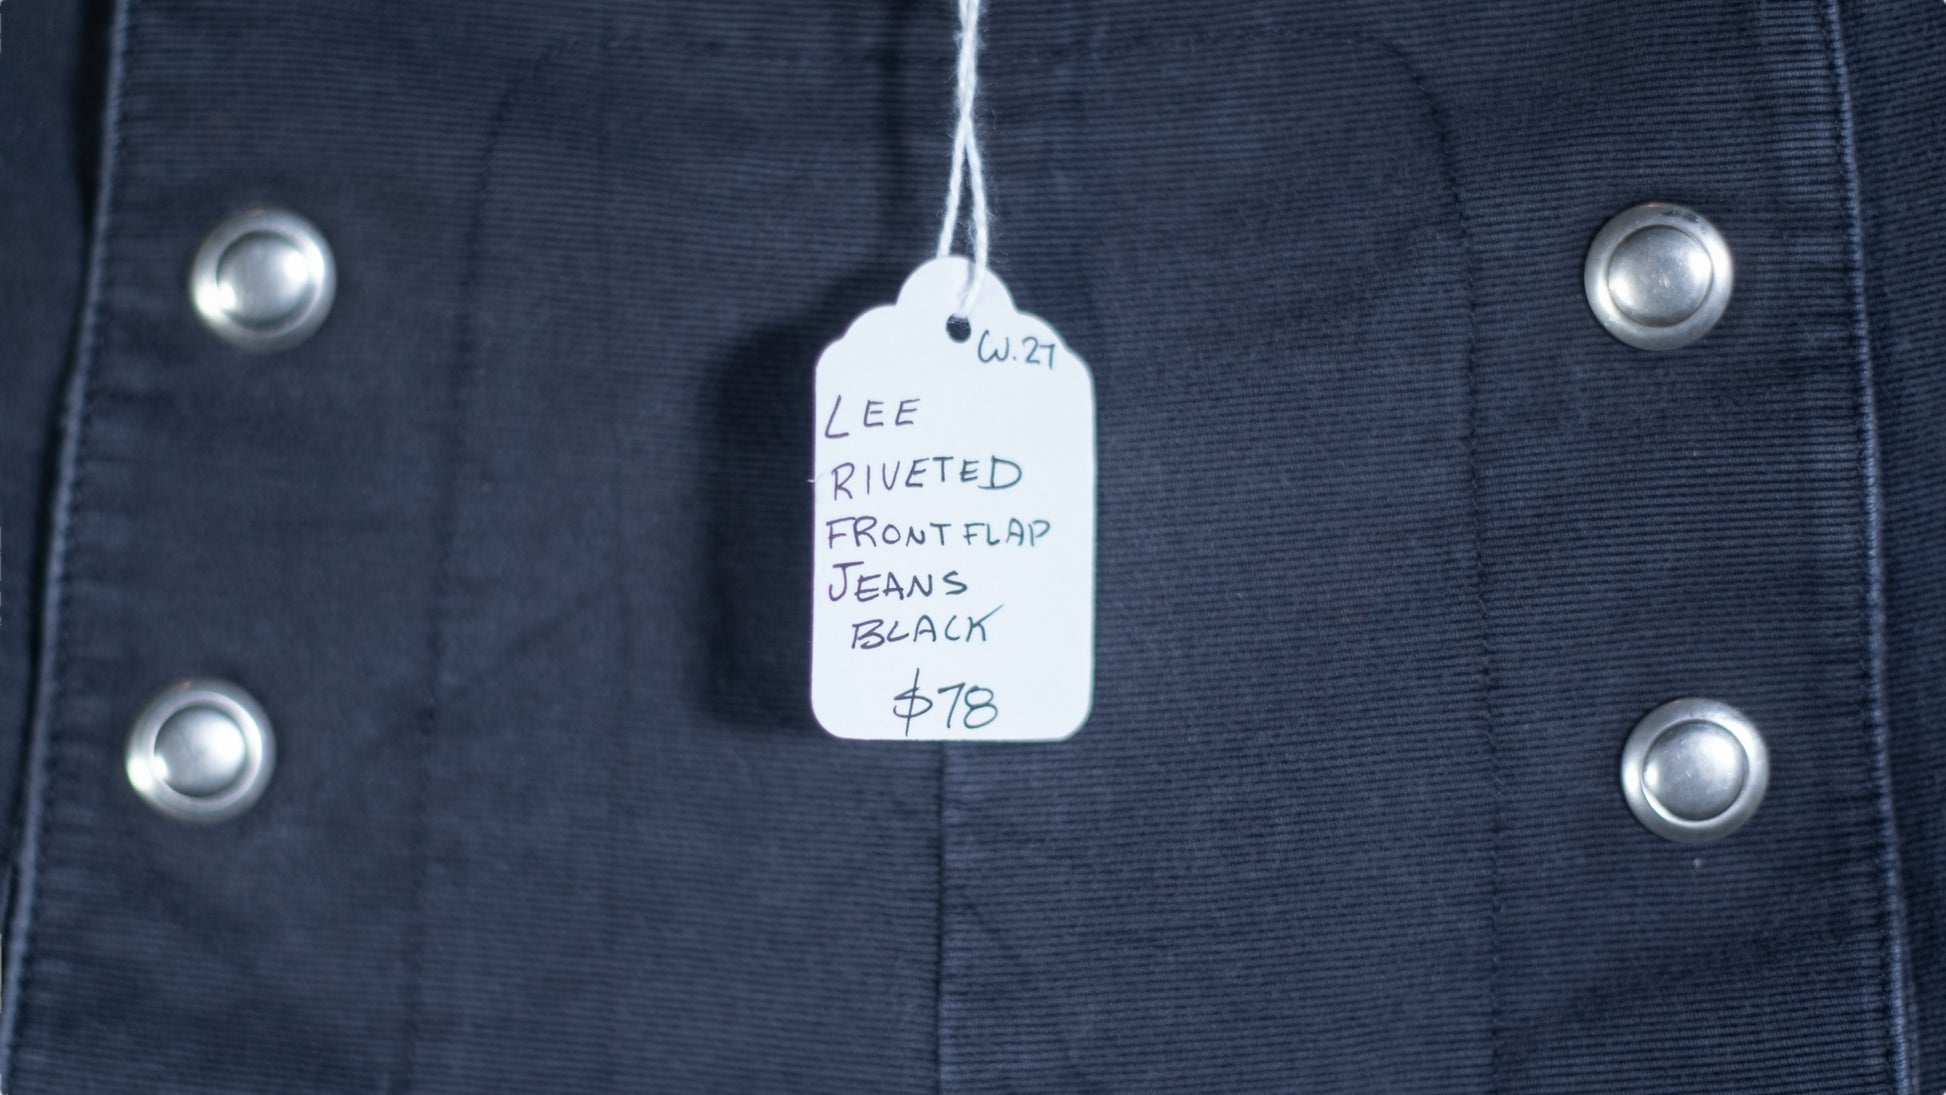 W.27
LEE
RIVETED
FRONT FLAP
JEANS
BLACK
$78